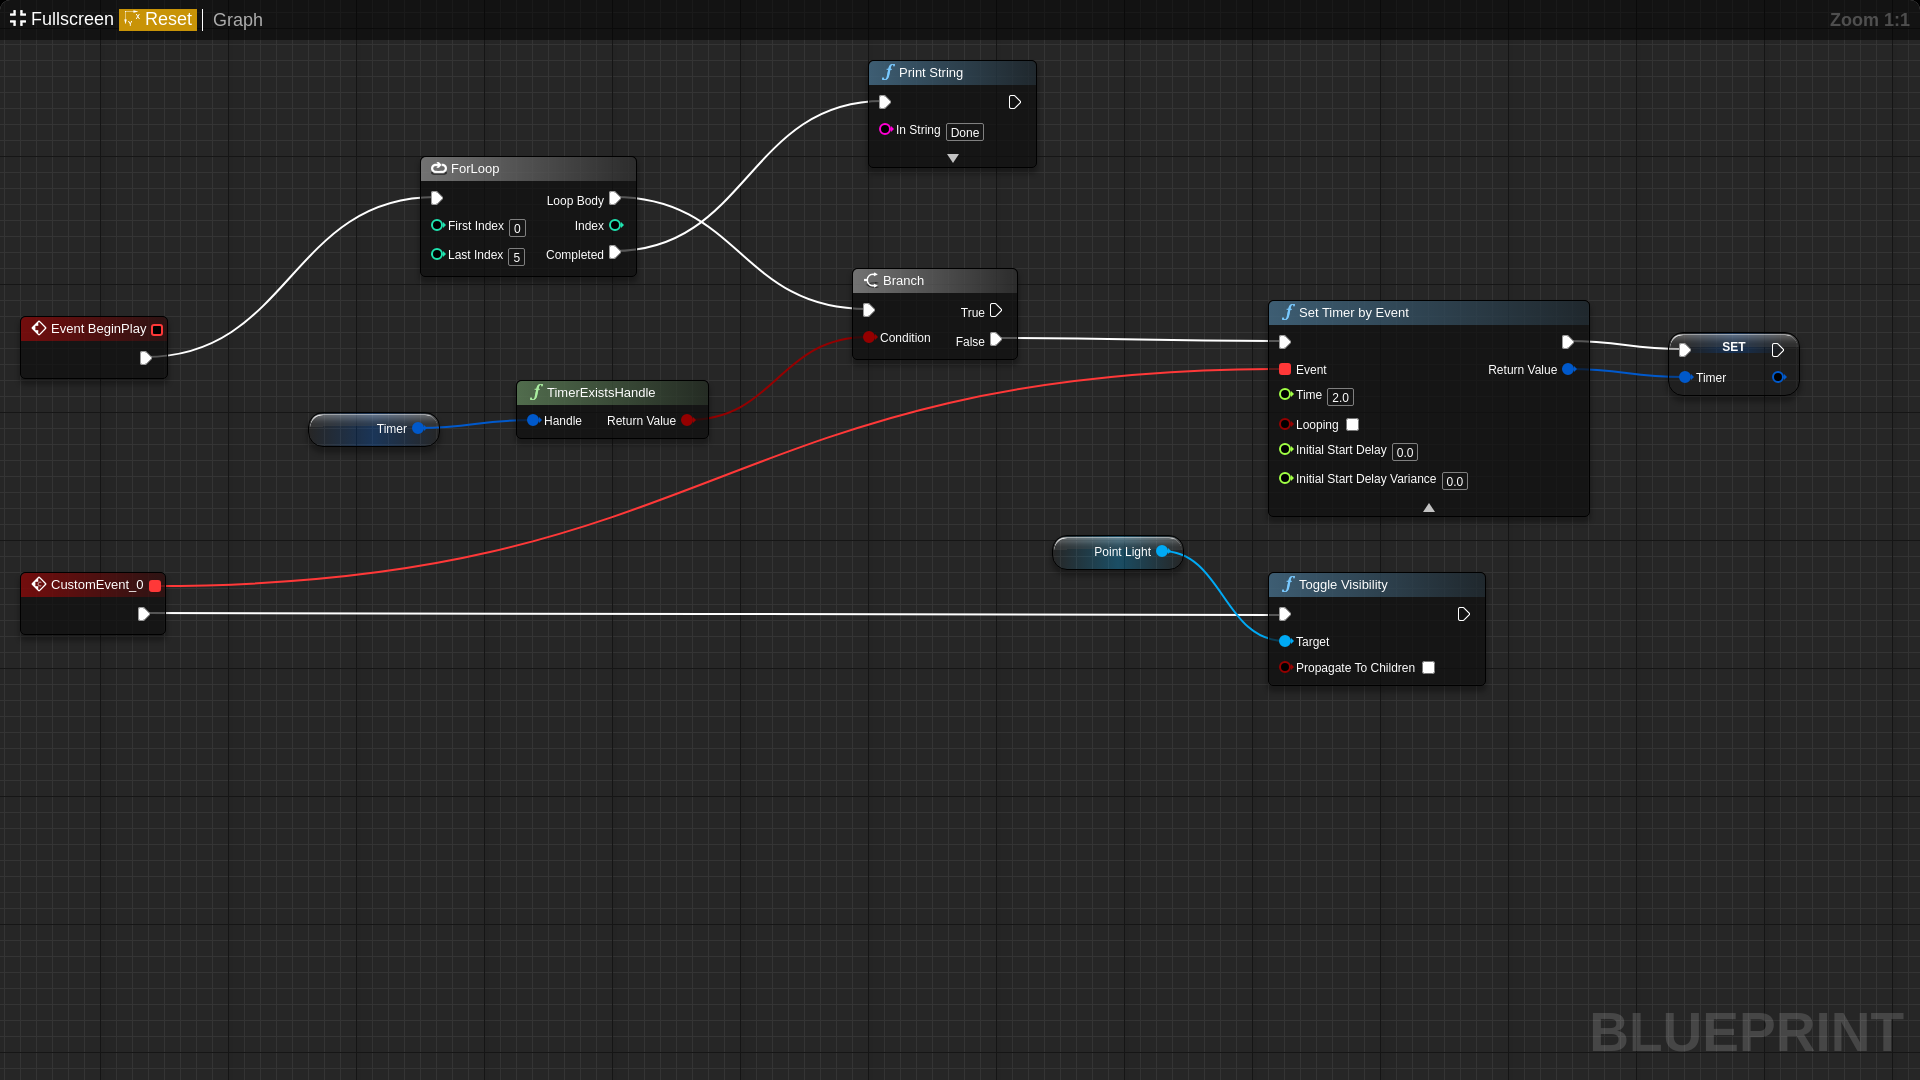 Fullscreen Reset Graph Zoom 1:1
Print String
In String Done
ForLoop
Loop Body
First Index 0 Index
Last Index 5 Completed
Branch
True
Condition False
Event BeginPlay
Set Timer by Event
Event Return Value
Time 2.0
Looping
Initial Start Delay 0.0
Initial Start Delay Variance 0.0
SET
Timer
TimerExistsHandle
Handle Return Value
Timer
Point Light
CustomEvent_0
Toggle Visibility
Target
Propagate To Children
BLUEPRINT